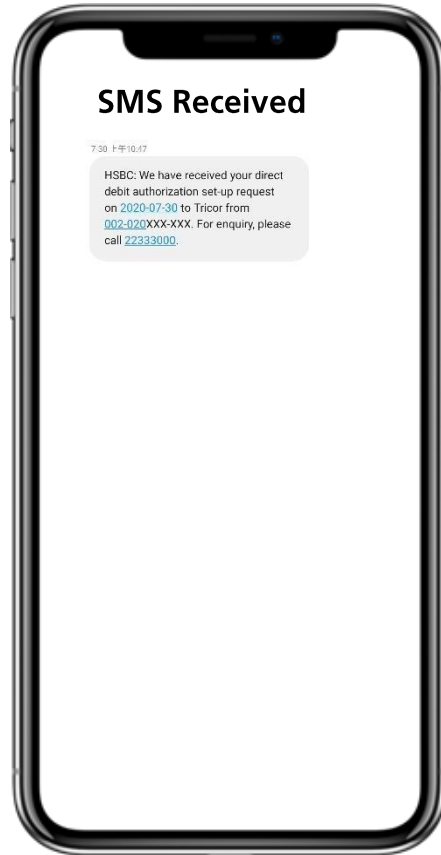 SMS Received
7-30 上午10:47
HSBC: We have received your direct
debit authorization set-up request
on 2020-07-30 to Tricor from
002-020XXX-XXX. For enquiry, please
call 22333000.